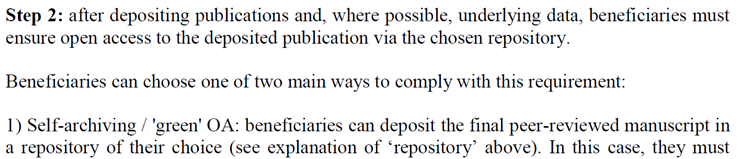 Step 2: after depositing publications and, where possible, underlying data, beneficiaries must
ensure open access to the deposited publication via the chosen repository.
Beneficiaries can choose one of two main ways to comply with this requirement:
1) Self-archiving / 'green' OA: beneficiaries can deposit the final peer-reviewed manuscript in
a repository of their choice (see explanation of ‘repository’ above). In this case, they must